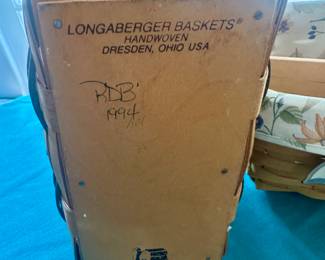 LONGABERGER BASKETS®
HANDWOVEN
DRESDEN, OHIO USA
RDB
1994